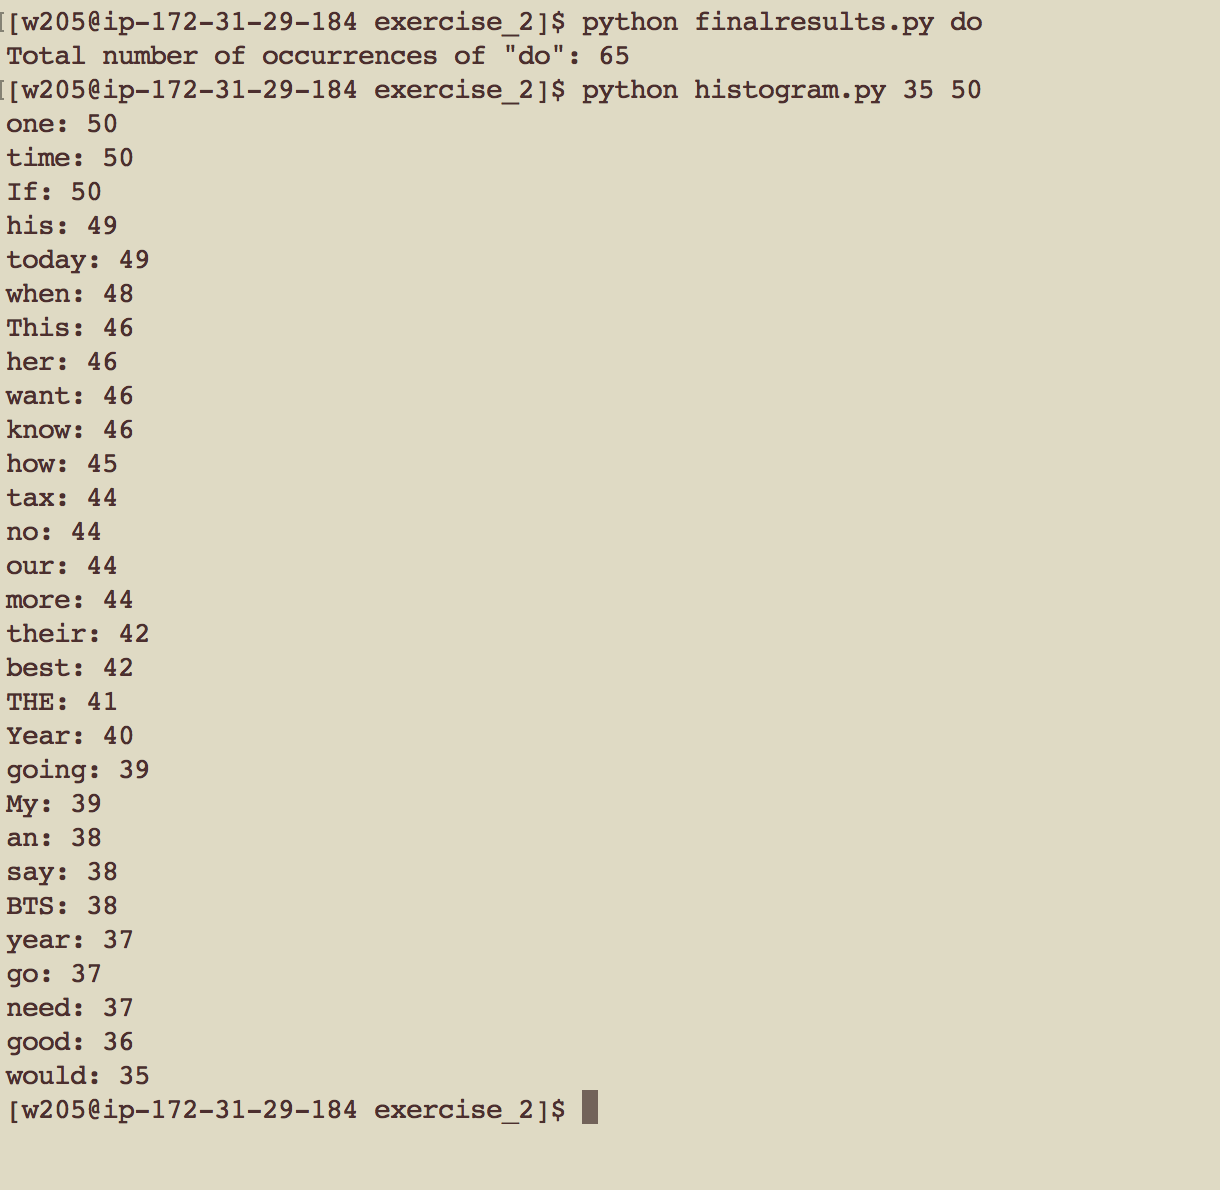 [[w205@ip-172-31-29-184 exercise_2]$ python finalresults.py do
Total number of occurrences of "do": 65
[[w205@ip-172-31-29-184 exercise_2]$ python histogram.py 35 50
one: 50
time: 50
If: 50
his: 49
today: 49
when: 48
This: 46
her: 46
want: 46
know: 46
how: 45
tax: 44
no: 44
our: 44
more: 44
their: 42
best: 42
THE: 41
Year: 40
going: 39
My: 39
an: 38
say: 38
BTS: 38
year: 37
go: 37
need: 37
good: 36
would: 35
[w205@ip-172-31-29-184 exercise_2]$